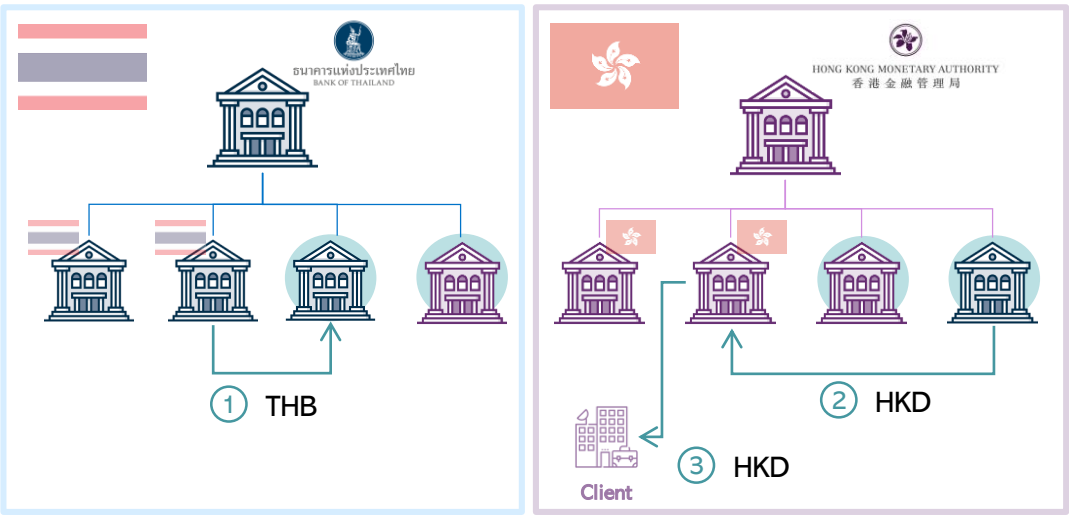 ธนาคารแห่งประเทศไทย
BANK OF THAILAND
HONG KONG MONETARY AUTHORITY
香港金融管理局
1 THB
2 HKD
3 HKD
Client